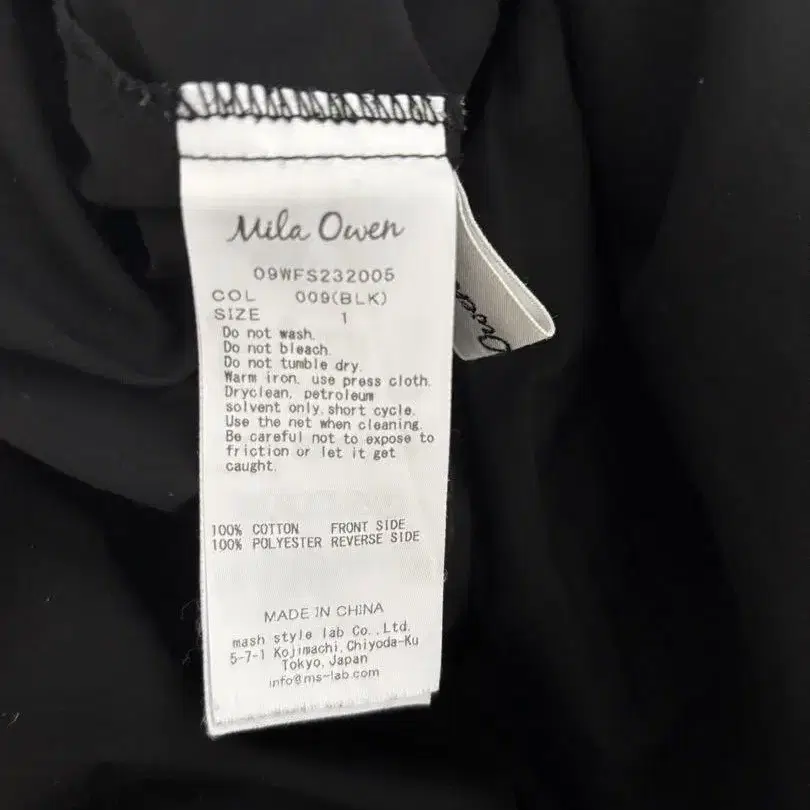 Mila Owen
09WFS232005
COL 009(BLK)
SIZE 1
Do not wash.
Do not bleach.
Do not tumble dry.
Warm iron, use press cloth.
Dryclean, petroleum
solvent only, short cycle.
Use the net when cleaning.
Be careful not to expose to
friction or let it get
caught.
100% COTTON FRONT SIDE
100% POLYESTER REVERSE SIDE
MADE IN CHINA
mash style lab Co., Ltd.
5-7-1 Kojimachi, Chiyoda-Ku
Tokyo, Japan
info@ms-lab.com